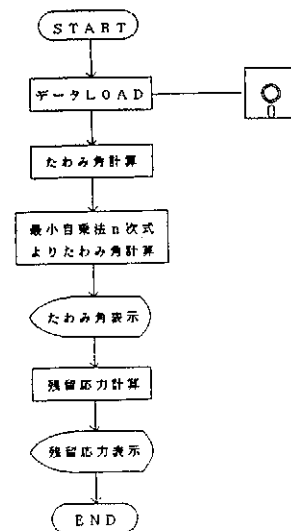 START
データLOAD
たわみ角計算
最小自乗法n次式
よりたわみ角計算
たわみ角表示
残留応力計算
残留応力表示
END